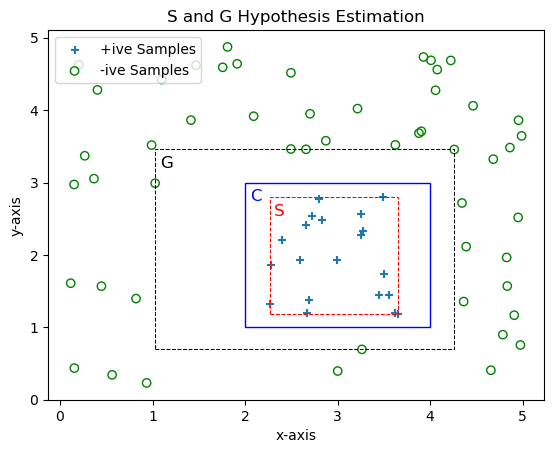 S and G Hypothesis Estimation
+ive Samples
-ive Samples
G
C
S
y-axis
5
4
3
2
1
0
0 1 2 3 4 5
x-axis